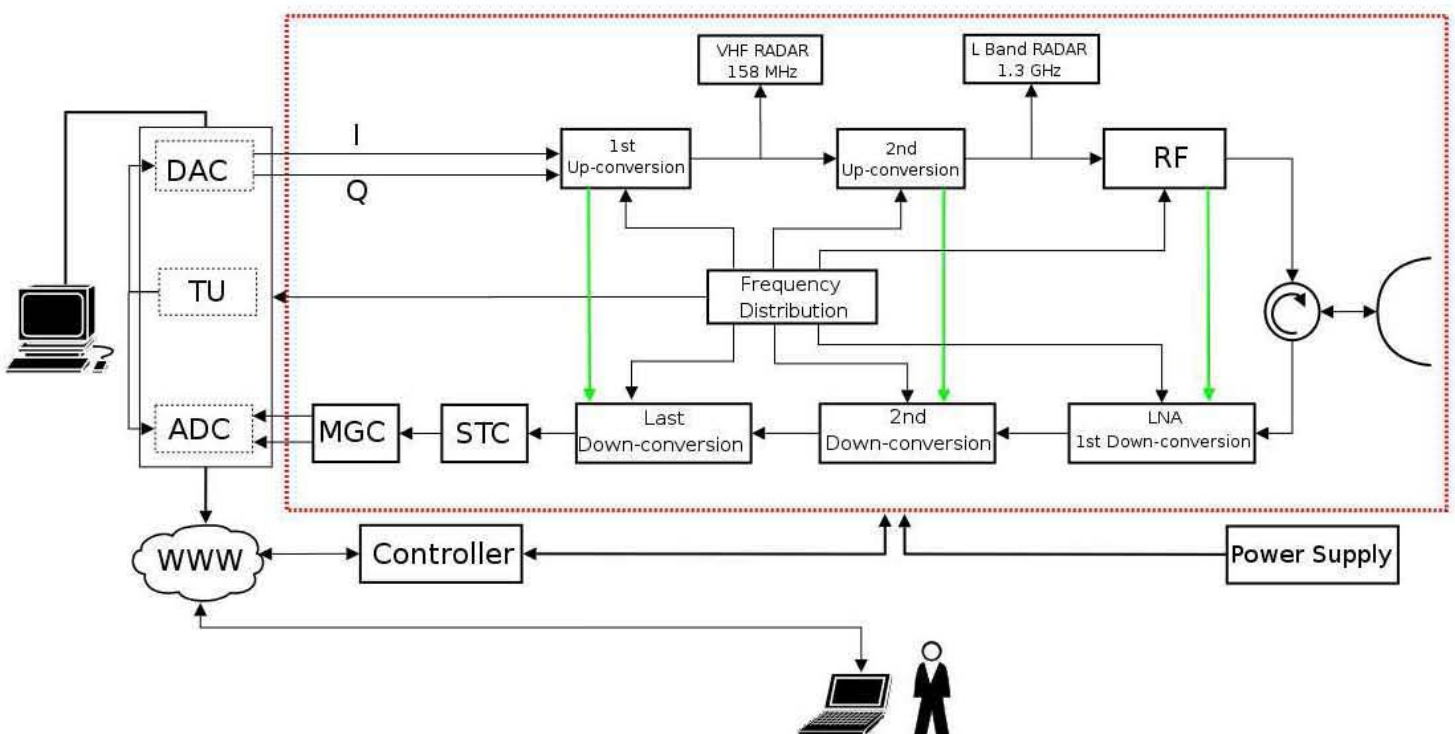 VHF RADAR
158 MHz
L Band RADAR
1.3 GHz
I
DAC
Q
1st
Up-conversion
2nd
Up-conversion
RF
TU
Frequency
Distribution
ADC
MGC
STC
Last
Down-conversion
2nd
Down-conversion
LNA
1st Down-conversion
WWW
Controller
Power Supply